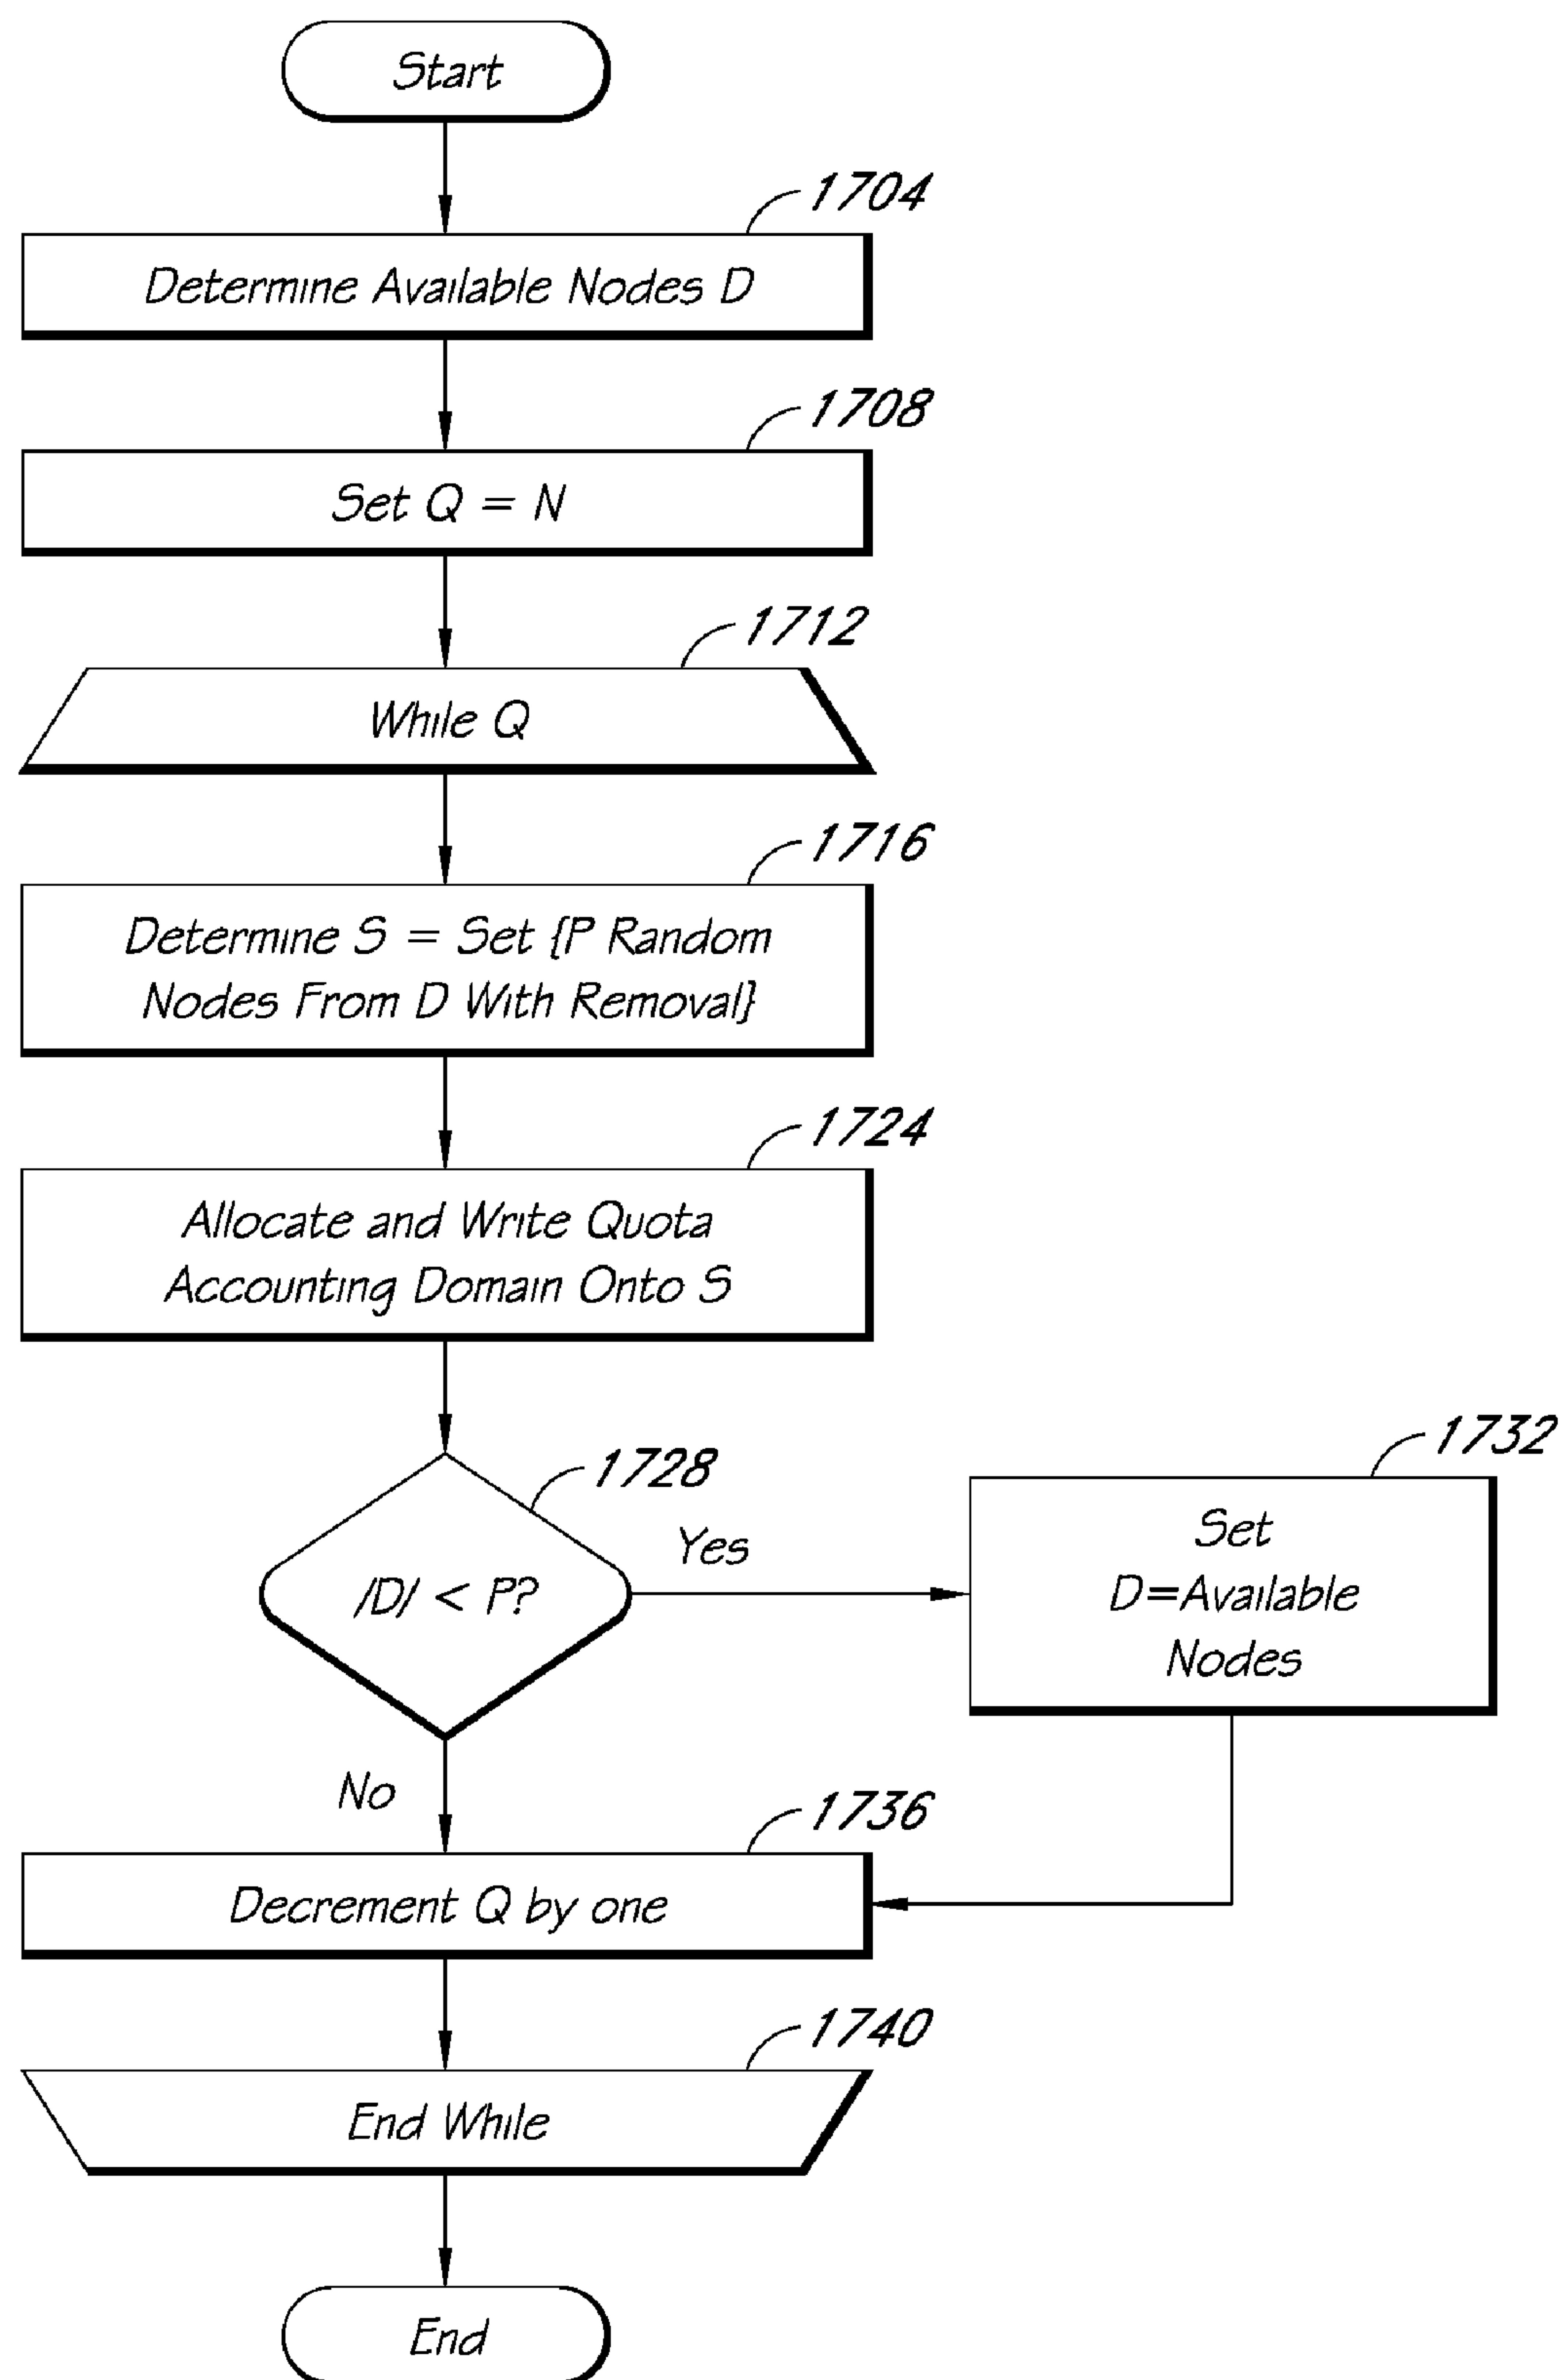 Start
1704
Determine Available Nodes D
1708
Set Q = N
1712
While Q
1716
Determine S = Set {P Random
Nodes From D With Removal}
1724
Allocate and Write Quota
Accounting Domain Onto S
1728
/D/ < P?
Yes
1732
Set
D=Available
Nodes
No
1736
Decrement Q by one
1740
End While
End